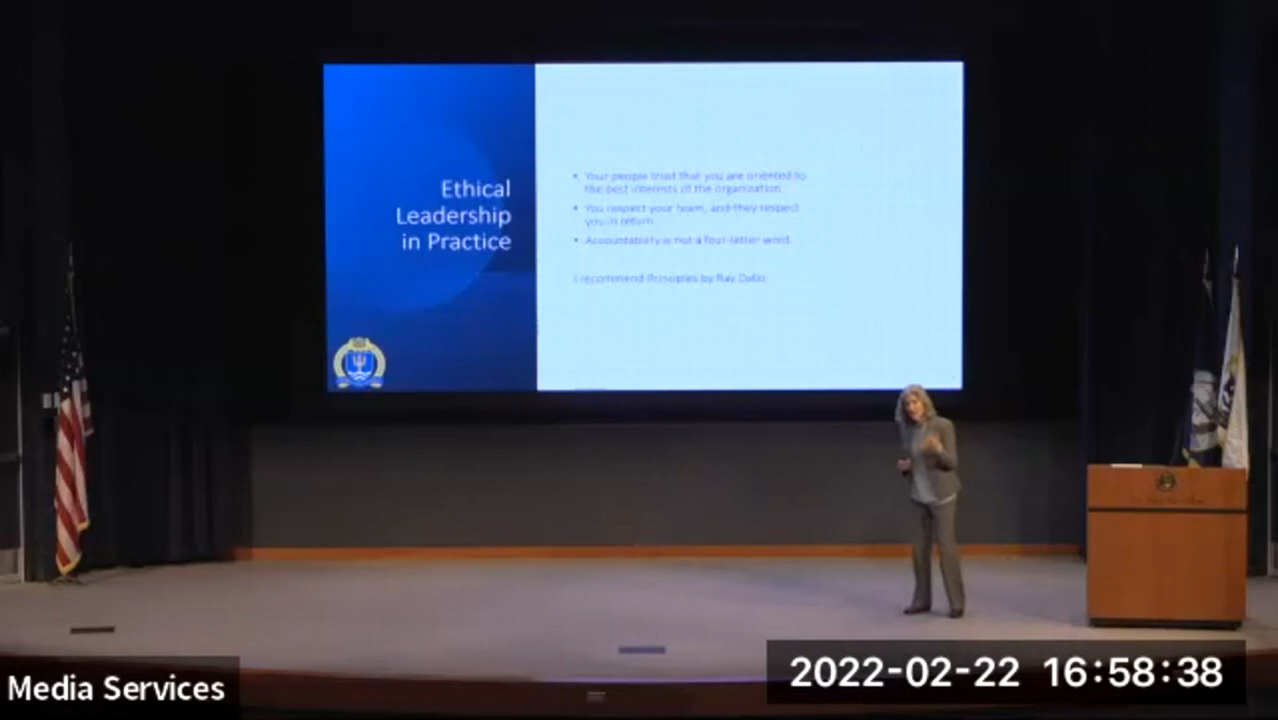 Ethical
Leadership
in Practice
• Your people trust that you are oriented to
the best interests of the organization
• You respect your team, and they respect
you in return
• Accountability is not a four-letter word.
I recommend Principles by Ray Dalio
Media Services
2022-02-22 16:58:38